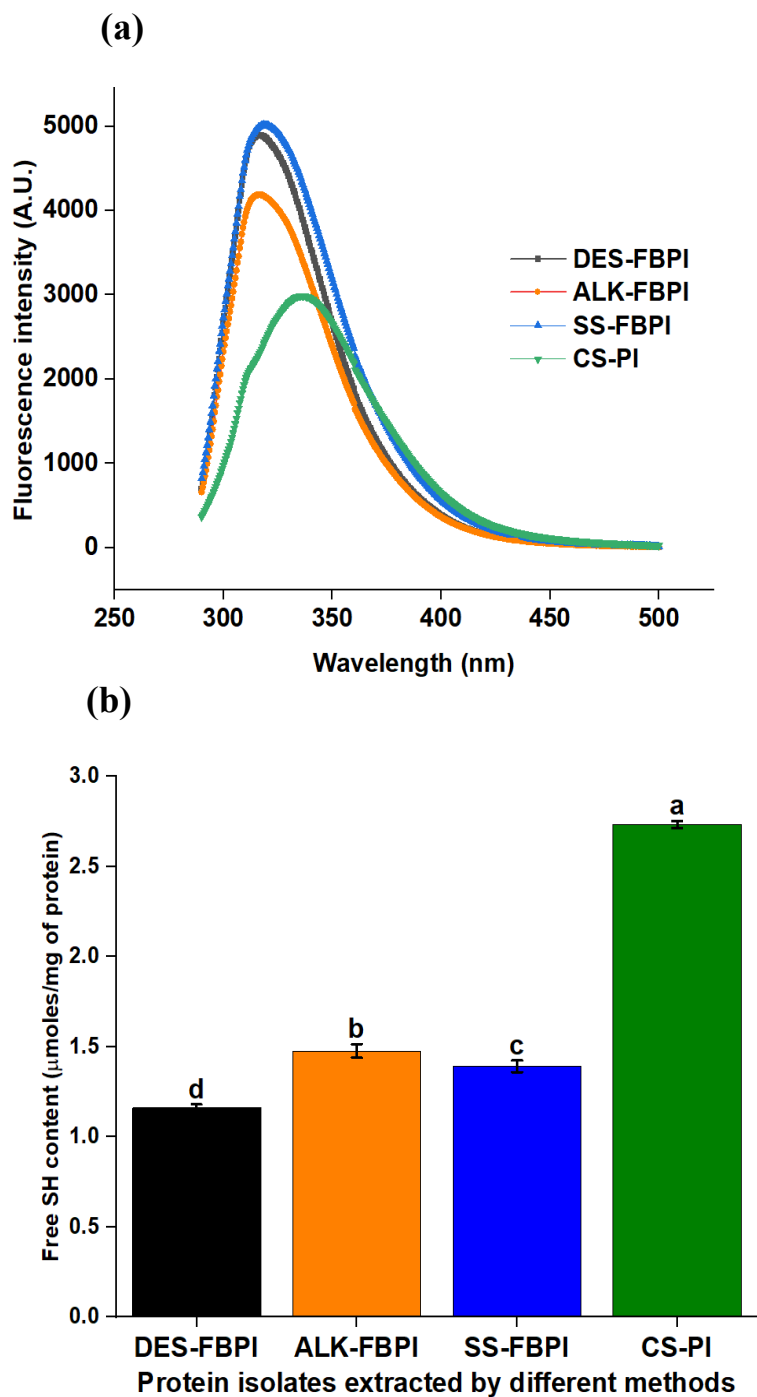 (a)
Fluorescence intensity (A.U.)
5000
4000
3000
2000
1000
0
DES-FBPI
ALK-FBPI
SS-FBPI
CS-PI
250
300
350
400
450
500
Wavelength (nm)
(b)
Free SH content (μmoles/mg of protein)
3.0
2.5
2.0
1.5
1.0
0.5
0.0
d
b
c
a
DES-FBPI
ALK-FBPI
SS-FBPI
CS-PI
Protein isolates extracted by different methods